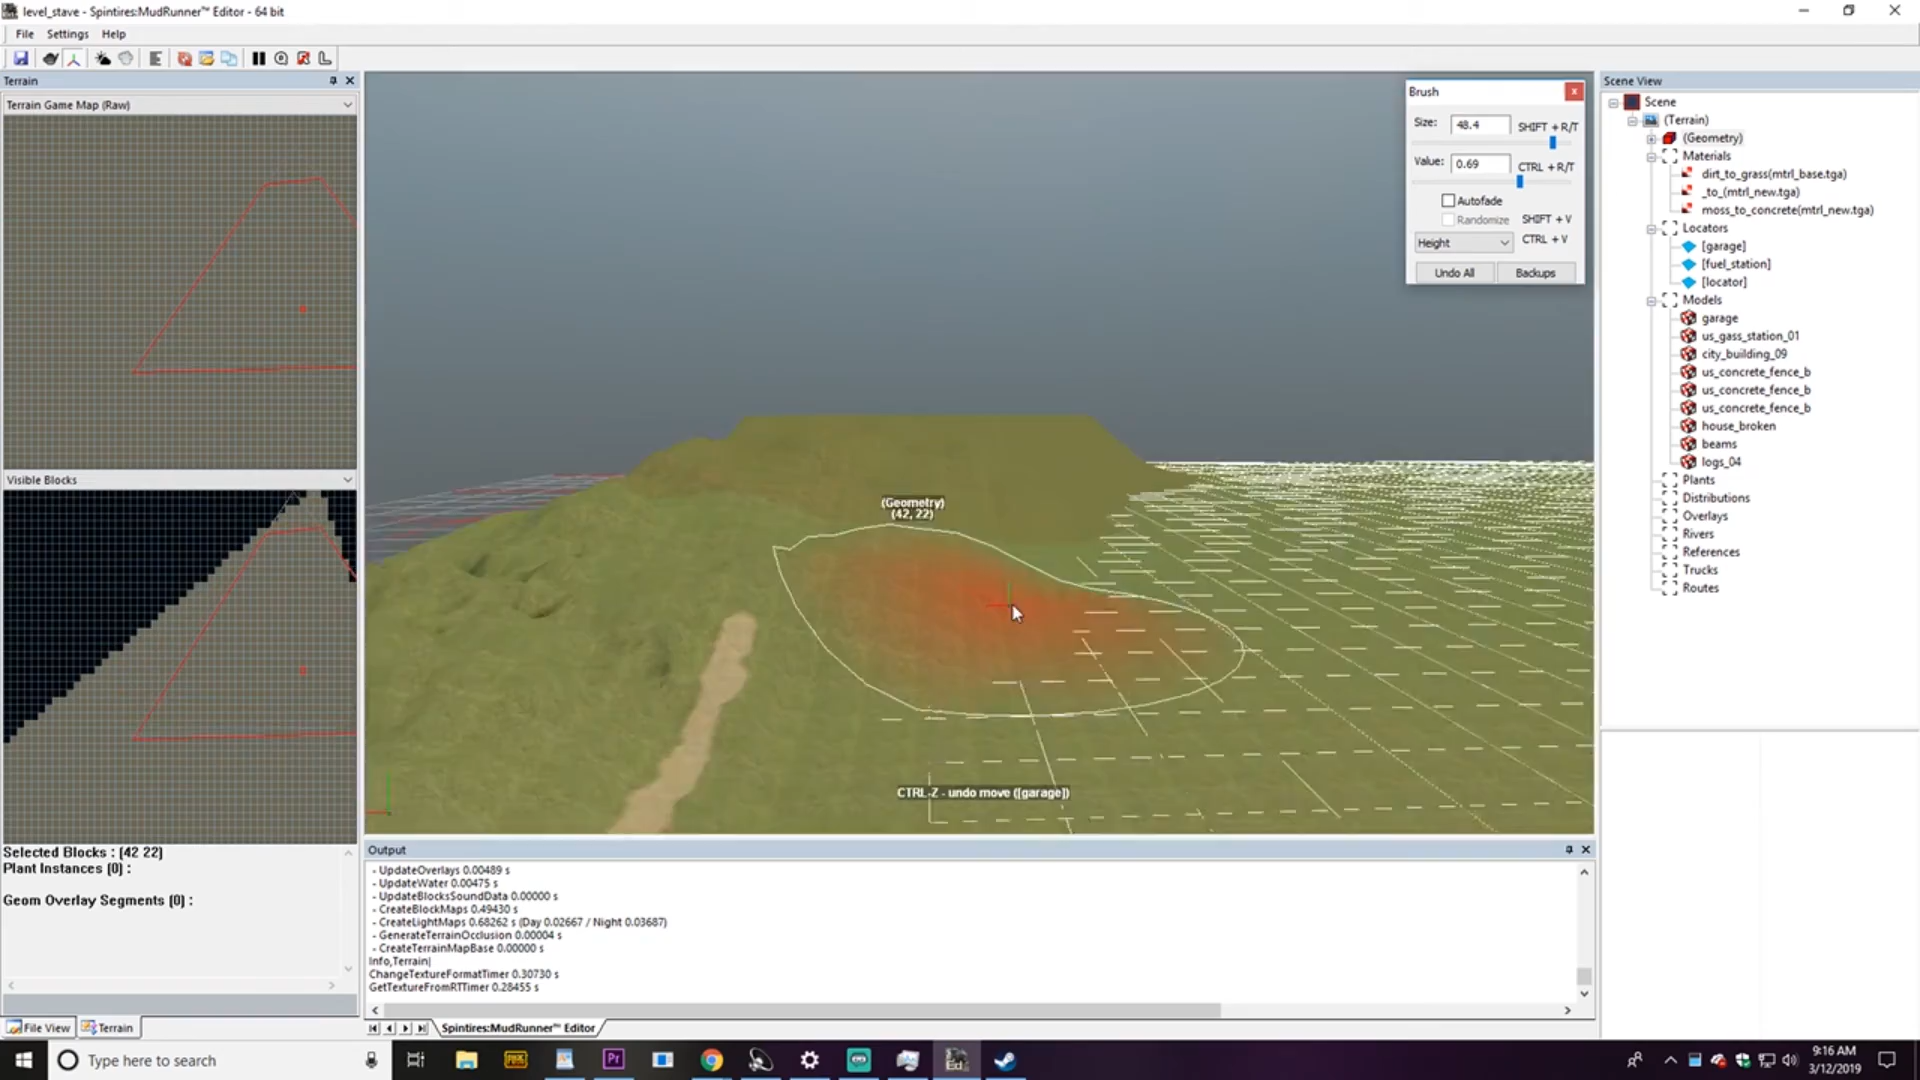 level_stave - Spintires:MudRunner™ Editor - 64 bit
File Settings Help
Terrain
Terrain Game Map (Raw)
Visible Blocks
Selected Blocks : [42 22]
Plant Instances [0] :
Geom Overlay Segments [0] :
File View Terrain
(Geometry)
(42, 22)
CTRL-Z - undo move ([garage])
Brush
Size: 48.4 SHIFT + R/T
Value: 0.69 CTRL + R/T
Autofade
Randomize SHIFT + V
Height CTRL + V
Undo All Backups
Output
- UpdateOverlays 0.00489 s
- UpdateWater 0.00475 s
- UpdateBlocksSoundData 0.00000 s
- CreateBlockMaps 0.49430 s
- CreateLightMaps 0.68262 s (Day 0.02667 / Night 0.03687)
- GenerateTerrainOcclusion 0.00004 s
- CreateTerrainMapBase 0.00000 s
Info,Terrain|
ChangeTextureFormatTimer 0.30730 s
GetTextureFromRTTimer 0.28455 s
Spintires:MudRunner™ Editor
Scene View
Scene
(Terrain)
(Geometry)
Materials
dirt_to_grass(mtrl_base.tga)
_to_(mtrl_new.tga)
moss_to_concrete(mtrl_new.tga)
Locators
[garage]
[fuel_station]
[locator]
Models
garage
us_gass_station_01
city_building_09
us_concrete_fence_b
us_concrete_fence_b
us_concrete_fence_b
house_broken
beams
logs_04
Plants
Distributions
Overlays
Rivers
References
Trucks
Routes
Type here to search
Pr
Ed
9:16 AM
3/12/2019